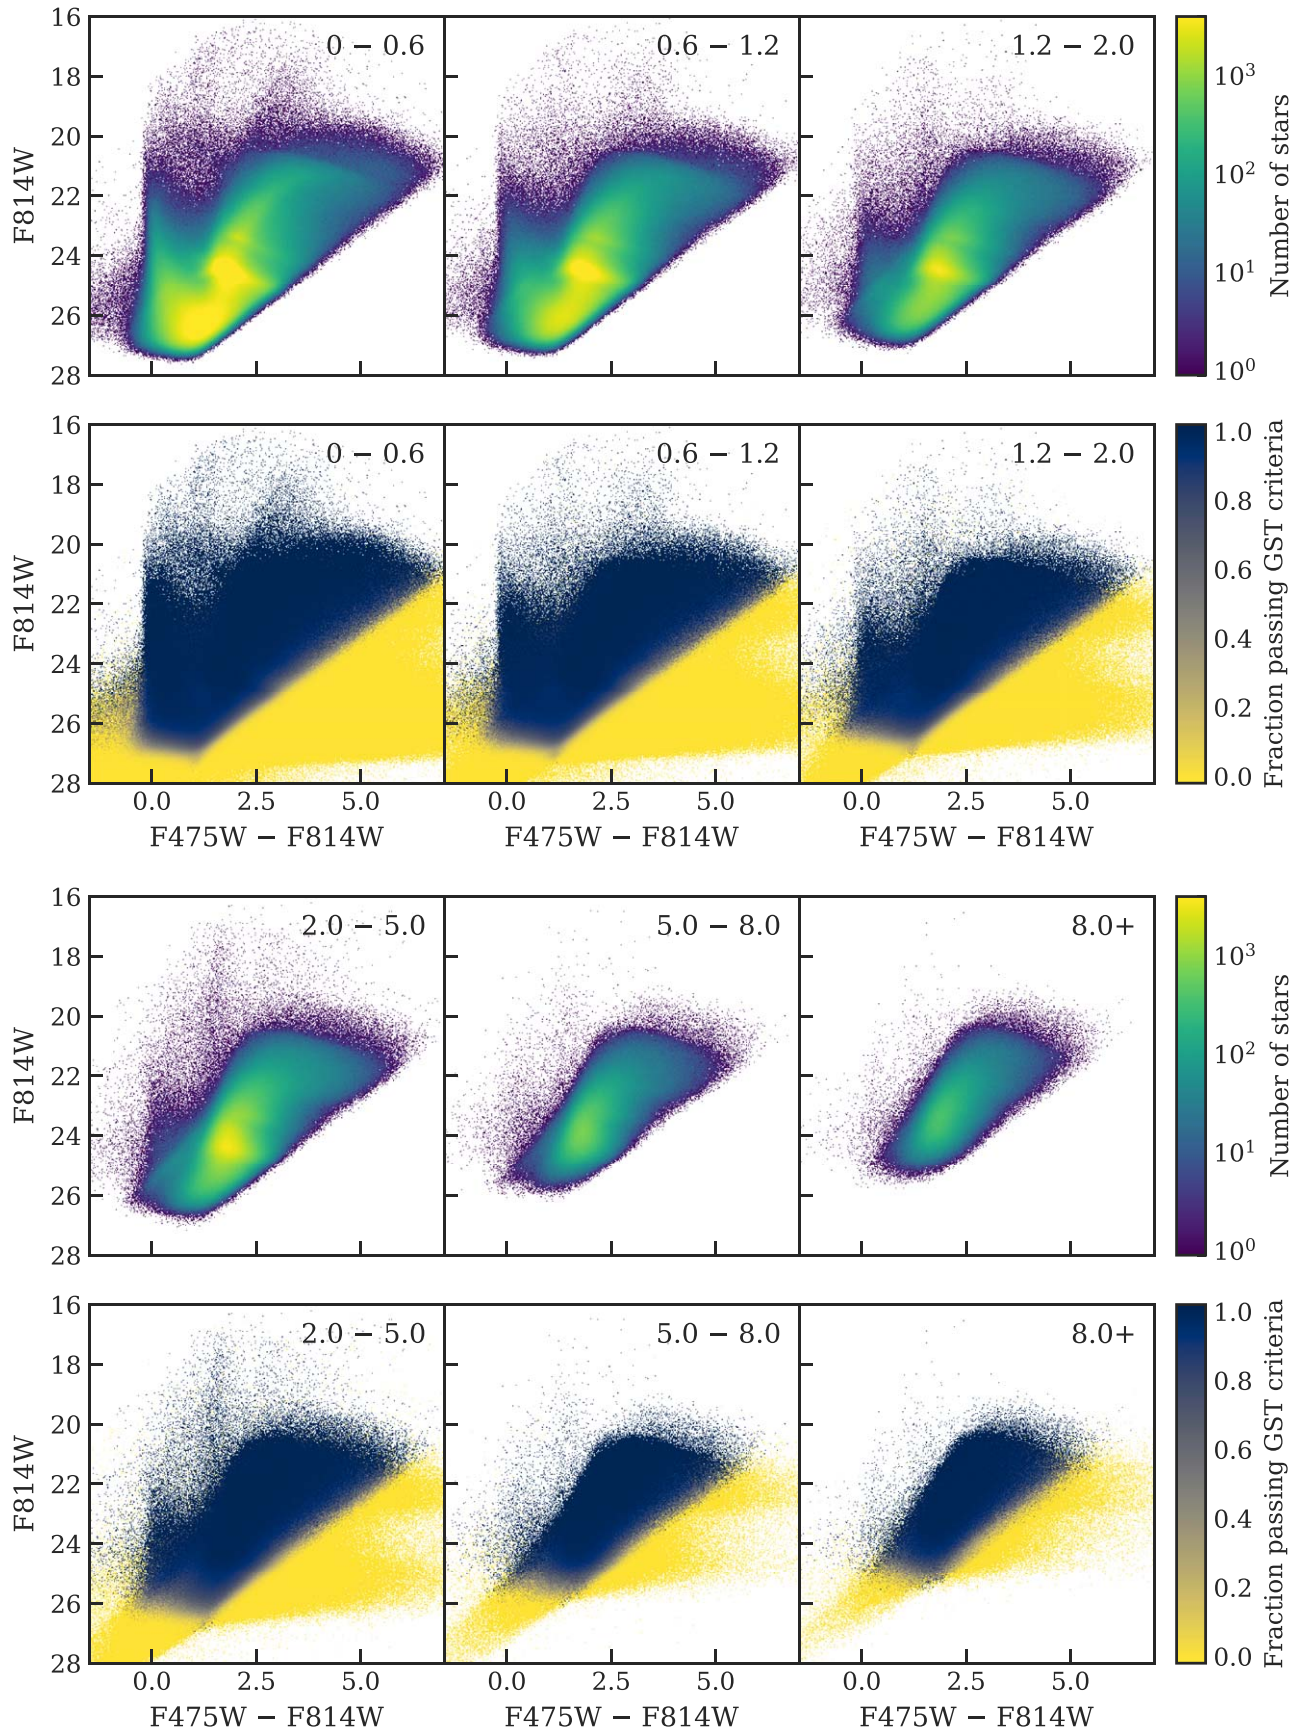 16
18
20
22
24
26
28
F814W
0 − 0.6
0.6 − 1.2
1.2 − 2.0
10³
10²
10¹
10⁰
Number of stars
16
18
20
22
24
26
28
F814W
0 − 0.6
0.6 − 1.2
1.2 − 2.0
1.0
0.8
0.6
0.4
0.2
0.0
Fraction passing GST criteria
0.0 2.5 5.0 0.0 2.5 5.0 0.0 2.5 5.0
F475W − F814W F475W − F814W F475W − F814W
16
18
20
22
24
26
28
F814W
2.0 − 5.0
5.0 − 8.0
8.0+
10³
10²
10¹
10⁰
Number of stars
16
18
20
22
24
26
28
F814W
2.0 − 5.0
5.0 − 8.0
8.0+
1.0
0.8
0.6
0.4
0.2
0.0
Fraction passing GST criteria
0.0 2.5 5.0 0.0 2.5 5.0 0.0 2.5 5.0
F475W − F814W F475W − F814W F475W − F814W